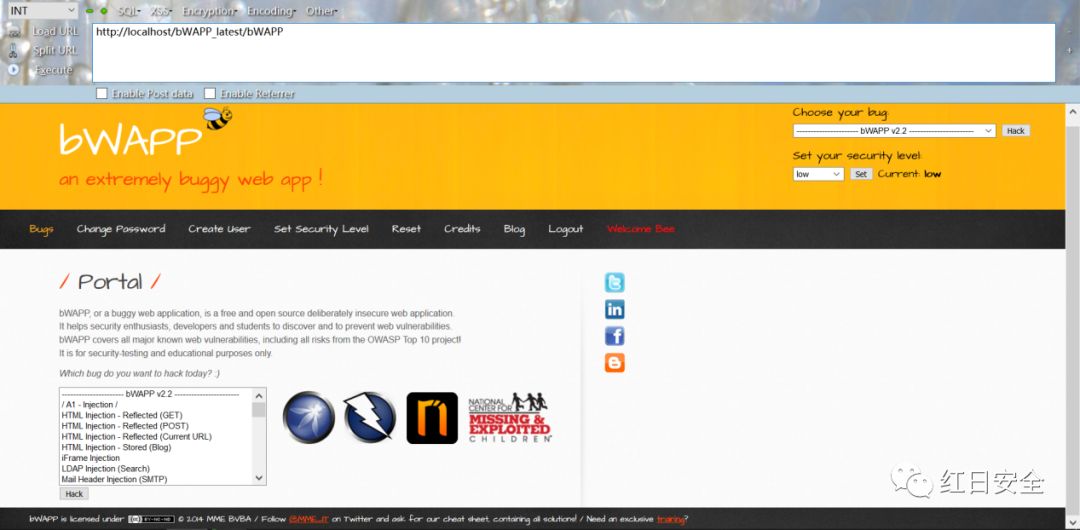 INT SQL XSS Encryption Encoding Other
Load URL
http://localhost/bWAPP_latest/bWAPP
Split URL
Execute
Enable Post data Enable Referrer
bWAPP
an extremely buggy web app !
Choose your bug:
---------------------- bWAPP v2.2 ---------------------- Hack
Set your security level:
low Set Current: low
Bugs Change Password Create User Set Security Level Reset Credits Blog Logout Welcome Bee
/ Portal /
bWAPP, or a buggy web application, is a free and open source deliberately insecure web application.
It helps security enthusiasts, developers and students to discover and to prevent web vulnerabilities.
bWAPP covers all major known web vulnerabilities, including all risks from the OWASP Top 10 project!
It is for security-testing and educational purposes only.
Which bug do you want to hack today? :)
---------------------- bWAPP v2.2 ----------------------
/ A1 - Injection /
HTML Injection - Reflected (GET)
HTML Injection - Reflected (POST)
HTML Injection - Reflected (Current URL)
HTML Injection - Stored (Blog)
iFrame Injection
LDAP Injection (Search)
Mail Header Injection (SMTP)
Hack
NATIONAL
CENTER FOR
MISSING &
EXPLOITED
CHILDREN
in
红日安全
bWAPP is licensed under BY-NC-ND © 2014 MME BVBA / Follow @MME_IT on Twitter and ask for our cheat sheet, containing all solutions! / Need an exclusive training?